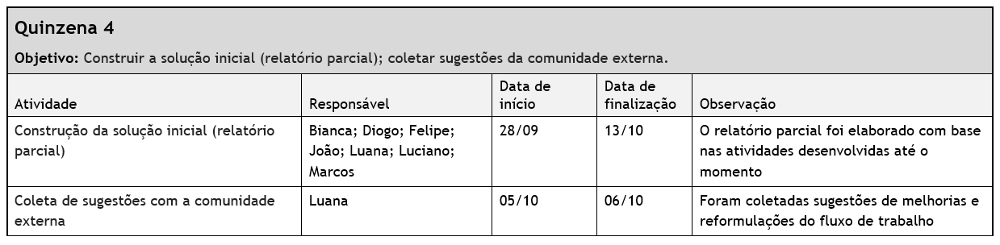 Quinzena 4
Objetivo: Construir a solução inicial (relatório parcial); coletar sugestões da comunidade externa.
Atividade
Responsável
Data de
início
Data de
finalização
Observação
Construção da solução inicial (relatório
parcial)
Bianca; Diogo; Felipe;
João; Luana; Luciano;
Marcos
28/09
13/10
O relatório parcial foi elaborado com base
nas atividades desenvolvidas até o
momento
Coleta de sugestões com a comunidade
externa
Luana
05/10
06/10
Foram coletadas sugestões de melhorias e
reformulações do fluxo de trabalho